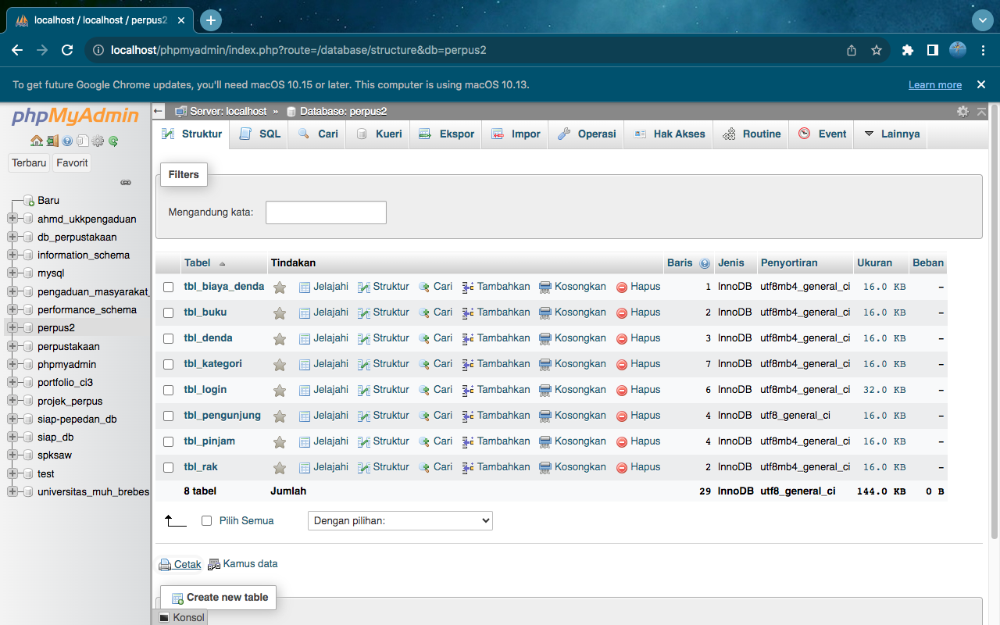 localhost / localhost / perpus2
localhost/phpmyadmin/index.php?route=/database/structure&db=perpus2
To get future Google Chrome updates, you'll need macOS 10.15 or later. This computer is using macOS 10.13.
Learn more
phpMyAdmin
Terbaru Favorit
Baru
ahmd_ukkpengaduan
db_perpustakaan
information_schema
mysql
pengaduan_masyarakat_
performance_schema
perpus2
perpustakaan
phpmyadmin
portfolio_ci3
projek_perpus
siap-pepedan_db
siap_db
spksaw
test
universitas_muh_brebes
Server: localhost » Database: perpus2
Struktur SQL Cari Kueri Ekspor Impor Operasi Hak Akses Routine Event Lainnya
Filters
Mengandung kata:
Tabel Tindakan Baris Jenis Penyortiran Ukuran Beban
tbl_biaya_denda Jelajahi Struktur Cari Tambahkan Kosongkan Hapus 1 InnoDB utf8mb4_general_ci 16.0 KB –
tbl_buku Jelajahi Struktur Cari Tambahkan Kosongkan Hapus 2 InnoDB utf8mb4_general_ci 16.0 KB –
tbl_denda Jelajahi Struktur Cari Tambahkan Kosongkan Hapus 3 InnoDB utf8mb4_general_ci 16.0 KB –
tbl_kategori Jelajahi Struktur Cari Tambahkan Kosongkan Hapus 7 InnoDB utf8mb4_general_ci 16.0 KB –
tbl_login Jelajahi Struktur Cari Tambahkan Kosongkan Hapus 6 InnoDB utf8mb4_general_ci 32.0 KB –
tbl_pengunjung Jelajahi Struktur Cari Tambahkan Kosongkan Hapus 4 InnoDB utf8_general_ci 16.0 KB –
tbl_pinjam Jelajahi Struktur Cari Tambahkan Kosongkan Hapus 4 InnoDB utf8mb4_general_ci 16.0 KB –
tbl_rak Jelajahi Struktur Cari Tambahkan Kosongkan Hapus 2 InnoDB utf8mb4_general_ci 16.0 KB –
8 tabel Jumlah 29 InnoDB utf8_general_ci 144.0 KB 0 B
Pilih Semua Dengan pilihan:
Cetak Kamus data
Create new table
Konsol